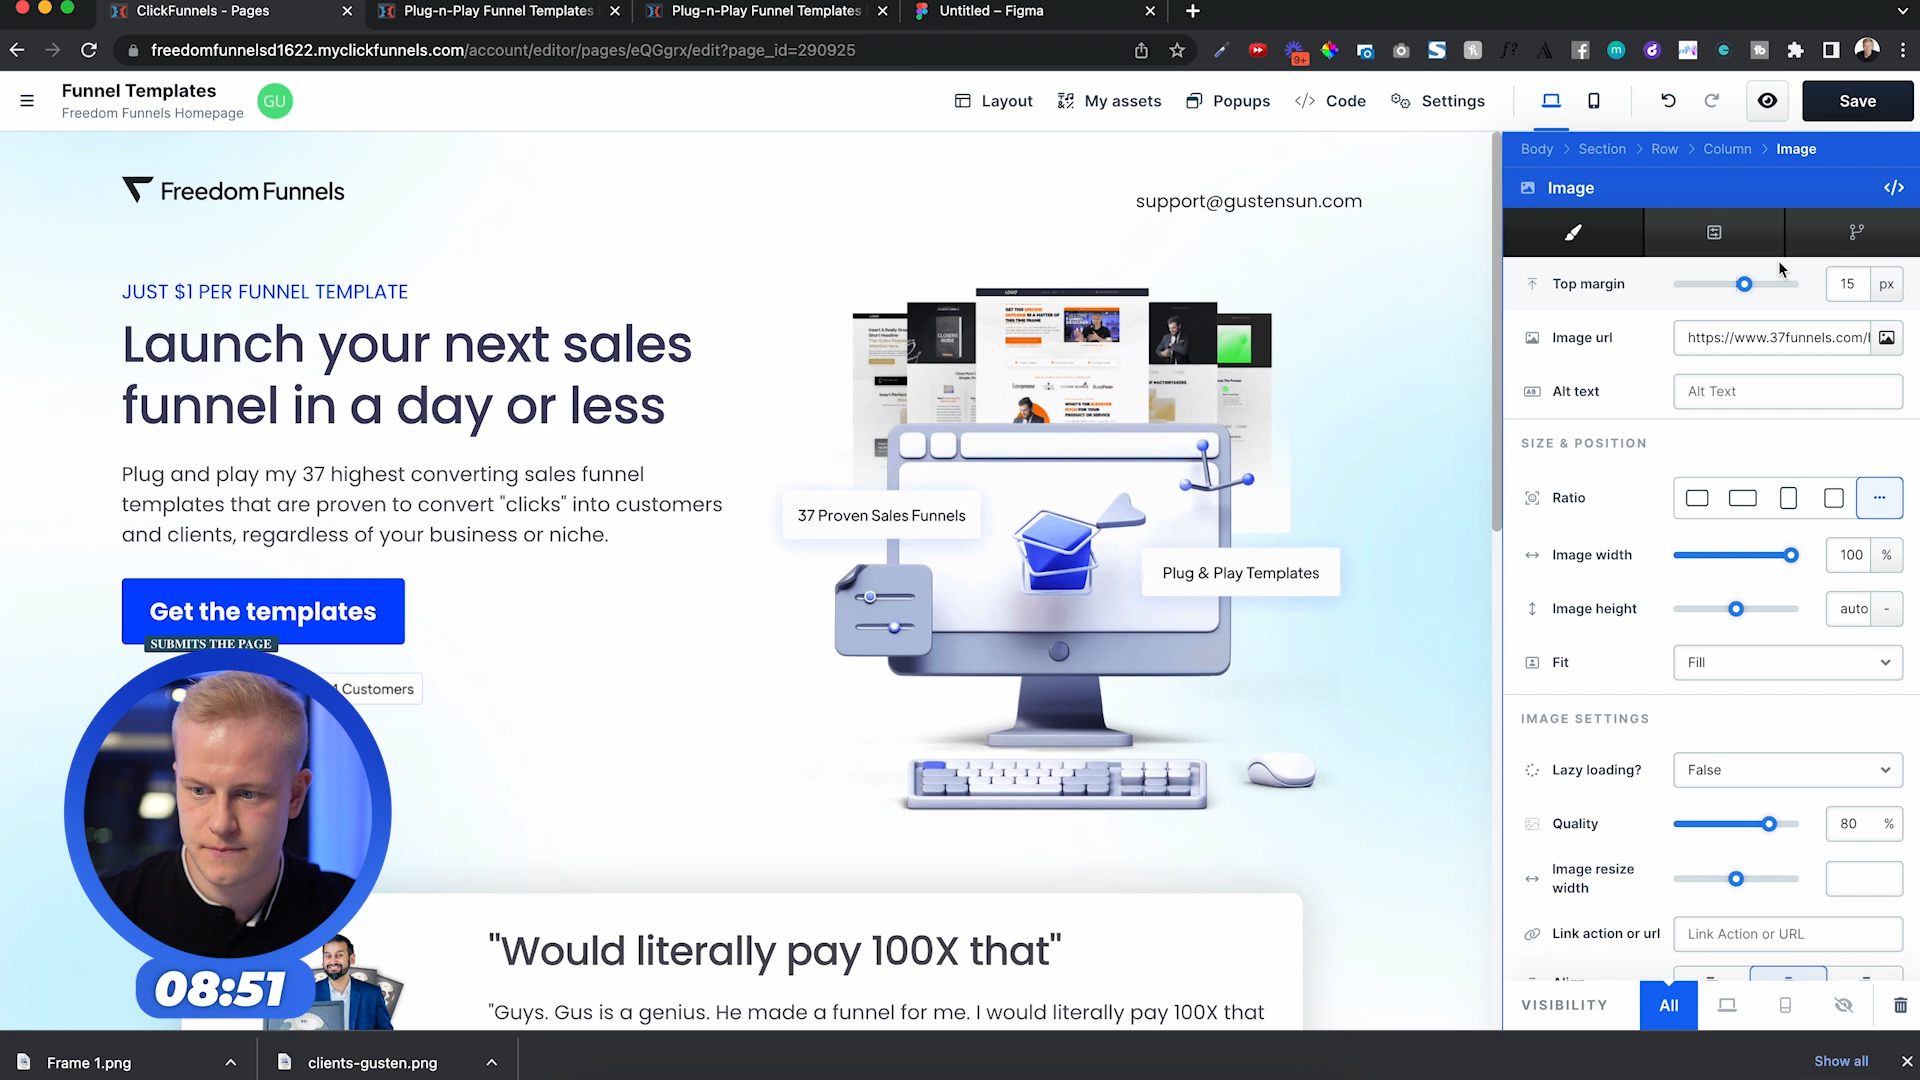 ClickFunnels - Pages
Plug-n-Play Funnel Templates
Plug-n-Play Funnel Templates
Untitled – Figma
freedomfunnelsd1622.myclickfunnels.com/account/editor/pages/eQGgrx/edit?page_id=290925
9+
Funnel Templates
Freedom Funnels Homepage
GU
Layout
My assets
Popups
Code
Settings
Save
Body > Section > Row > Column > Image
Image
Top margin
15 px
Image url
https://www.37funnels.com/
Alt text
Alt Text
SIZE & POSITION
Ratio
Image width
100 %
Image height
auto -
Fit
Fill
IMAGE SETTINGS
Lazy loading?
False
Quality
80 %
Image resize
width
Link action or url
Link Action or URL
VISIBILITY
All
Freedom Funnels
support@gustensun.com
JUST $1 PER FUNNEL TEMPLATE
Launch your next sales
funnel in a day or less
Plug and play my 37 highest converting sales funnel
templates that are proven to convert "clicks" into customers
and clients, regardless of your business or niche.
Get the templates
SUBMITS THE PAGE
Customers
37 Proven Sales Funnels
Plug & Play Templates
08:51
"Would literally pay 100X that"
"Guys. Gus is a genius. He made a funnel for me. I would literally pay 100X that
Frame 1.png
clients-gusten.png
Show all